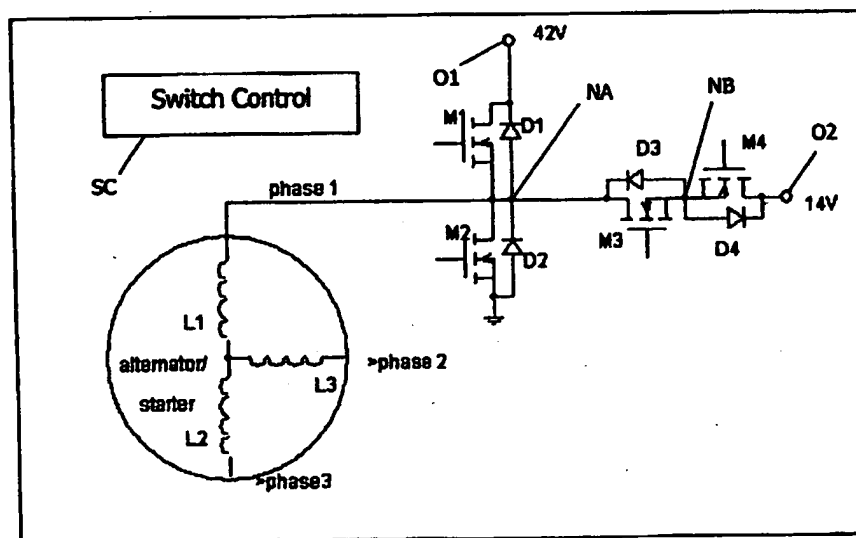 42V
O1
Switch Control
NA
NB
M1
D1
D3
M4
O2
SC
phase 1
14V
M2
M3
D4
D2
L1
alternator/
starter
L3
>phase 2
L2
>phase3